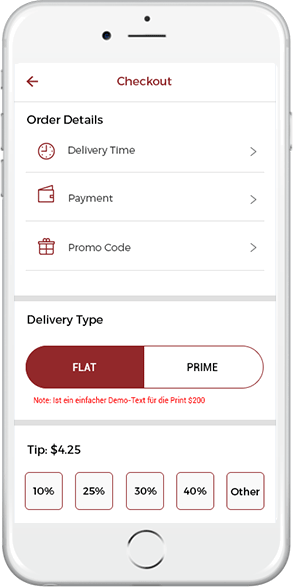 Checkout
Order Details
Delivery Time
Payment
Promo Code
Delivery Type
FLAT
PRIME
Note: Ist ein einfacher Demo-Text für die Print $200
Tip: $4.25
10%
25%
30%
40%
Other